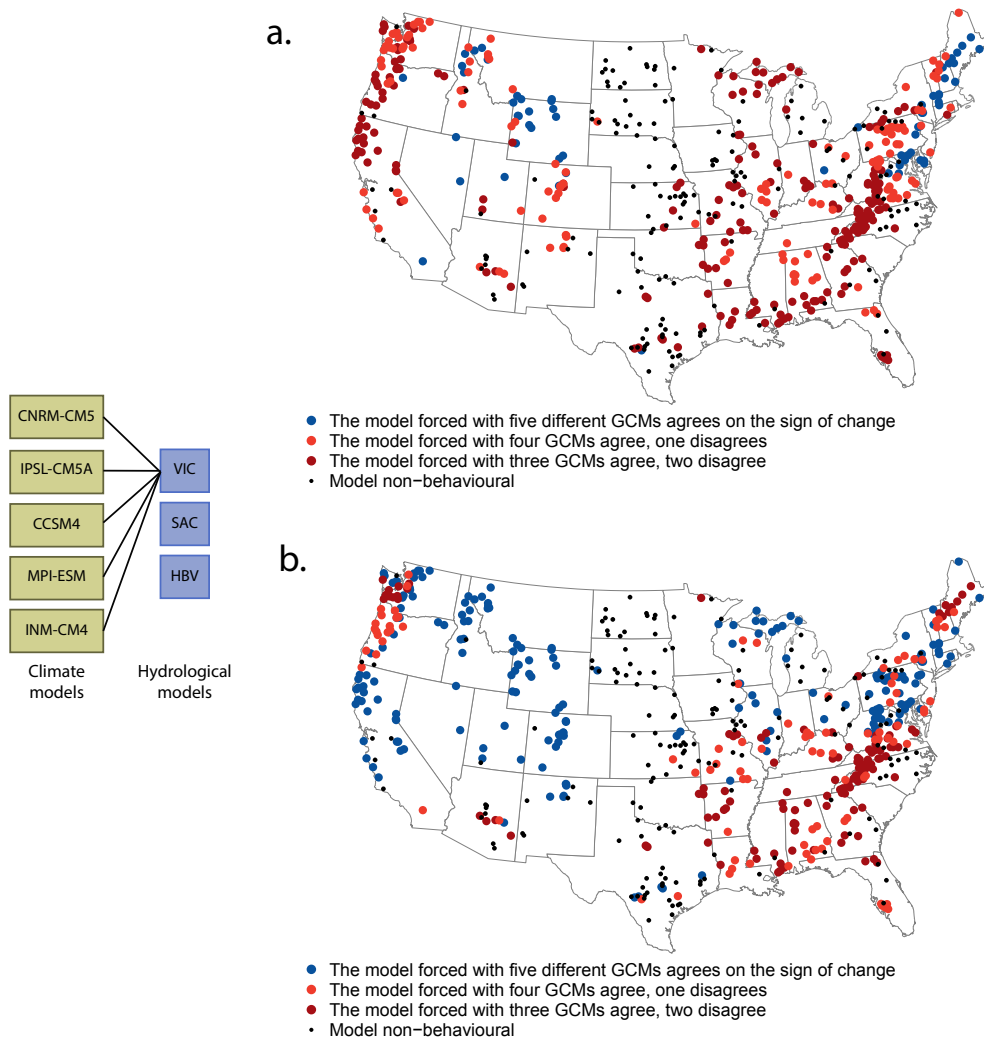 a.
The model forced with five different GCMs agrees on the sign of change
The model forced with four GCMs agree, one disagrees
The model forced with three GCMs agree, two disagree
Model non−behavioural
CNRM-CM5
IPSL-CM5A
CCSM4
MPI-ESM
INM-CM4
Climate
models
VIC
SAC
HBV
Hydrological
models
b.
The model forced with five different GCMs agrees on the sign of change
The model forced with four GCMs agree, one disagrees
The model forced with three GCMs agree, two disagree
Model non−behavioural